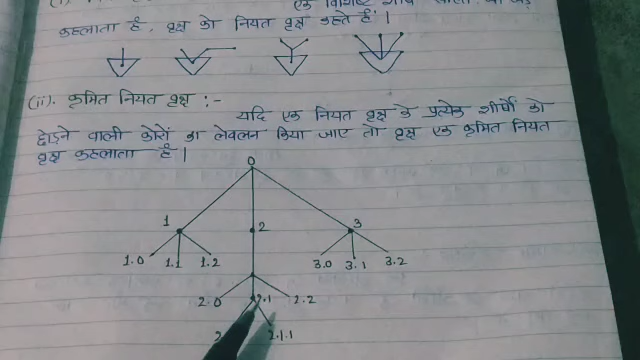 एक विशिष्ट
कहलाता है, वृक्ष को नियत वृक्ष कहते हैं।
(ii). क्रमित नियत वृक्ष :-
यदि एक नियत वृक्ष के प्रत्येक शीर्षों को
छोड़ने वाली कोरों का लेबलन किया जाए तो वृक्ष एक क्रमित नियत
वृक्ष कहलाता है।
0
1 2 3
1.0 1.1 1.2 3.0 3.1 3.2
2.0 2.1 2.2
2.1.1